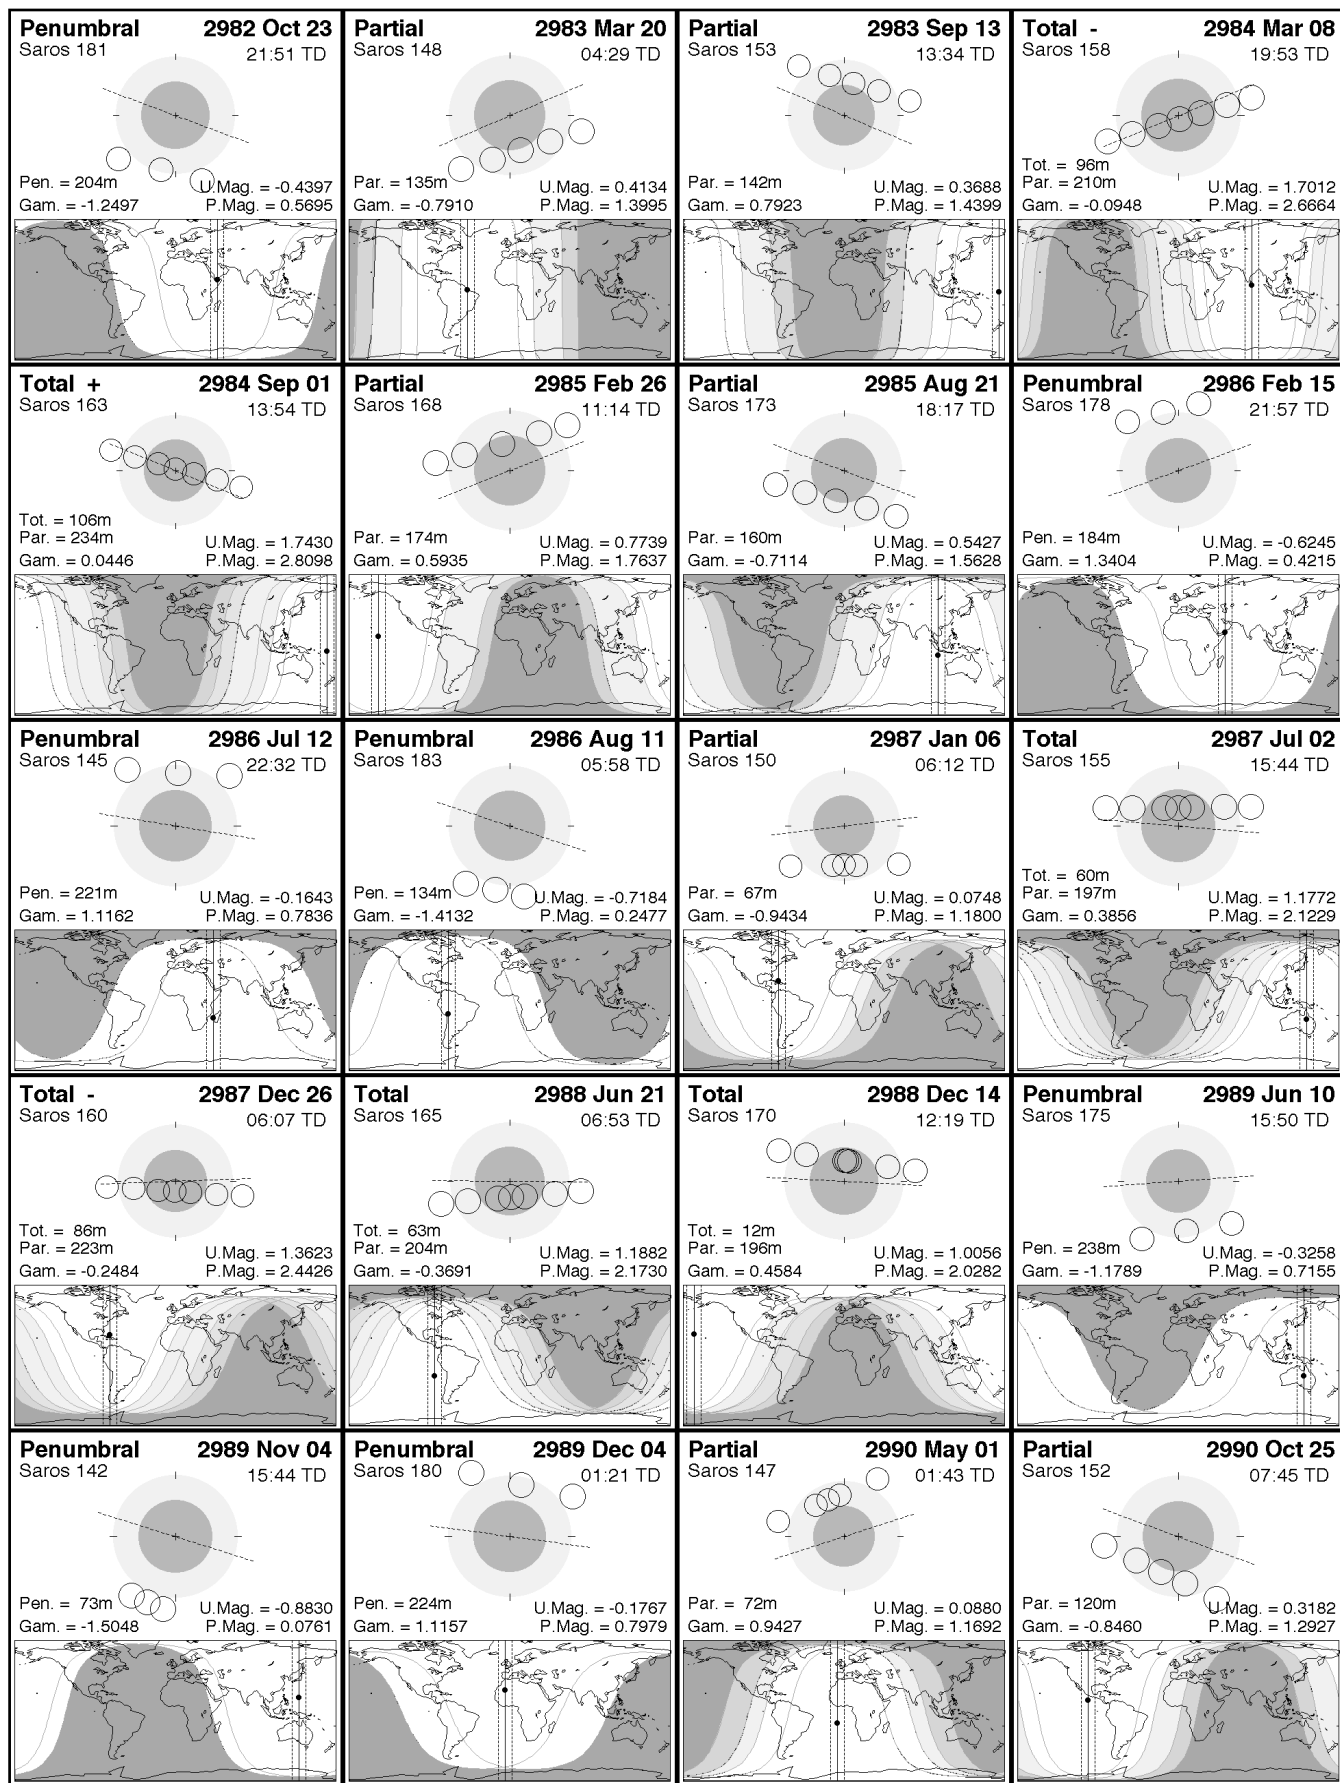 Penumbral 2982 Oct 23
Saros 181 21:51 TD
Pen. = 204m U.Mag. = -0.4397
Gam. = -1.2497 P.Mag. = 0.5695
Partial 2983 Mar 20
Saros 148 04:29 TD
Par. = 135m U.Mag. = 0.4134
Gam. = -0.7910 P.Mag. = 1.3995
Partial 2983 Sep 13
Saros 153 13:34 TD
Par. = 142m U.Mag. = 0.3688
Gam. = 0.7923 P.Mag. = 1.4399
Total - 2984 Mar 08
Saros 158 19:53 TD
Tot. = 96m
Par. = 210m U.Mag. = 1.7012
Gam. = -0.0948 P.Mag. = 2.6664
Total + 2984 Sep 01
Saros 163 13:54 TD
Tot. = 106m
Par. = 234m U.Mag. = 1.7430
Gam. = 0.0446 P.Mag. = 2.8098
Partial 2985 Feb 26
Saros 168 11:14 TD
Par. = 174m U.Mag. = 0.7739
Gam. = 0.5935 P.Mag. = 1.7637
Partial 2985 Aug 21
Saros 173 18:17 TD
Par. = 160m U.Mag. = 0.5427
Gam. = -0.7114 P.Mag. = 1.5628
Penumbral 2986 Feb 15
Saros 178 21:57 TD
Pen. = 184m U.Mag. = -0.6245
Gam. = 1.3404 P.Mag. = 0.4215
Penumbral 2986 Jul 12
Saros 145 22:32 TD
Pen. = 221m U.Mag. = -0.1643
Gam. = 1.1162 P.Mag. = 0.7836
Penumbral 2986 Aug 11
Saros 183 05:58 TD
Pen. = 134m U.Mag. = -0.7184
Gam. = -1.4132 P.Mag. = 0.2477
Partial 2987 Jan 06
Saros 150 06:12 TD
Par. = 67m U.Mag. = 0.0748
Gam. = -0.9434 P.Mag. = 1.1800
Total 2987 Jul 02
Saros 155 15:44 TD
Tot. = 60m
Par. = 197m U.Mag. = 1.1772
Gam. = 0.3856 P.Mag. = 2.1229
Total - 2987 Dec 26
Saros 160 06:07 TD
Tot. = 86m
Par. = 223m U.Mag. = 1.3623
Gam. = -0.2484 P.Mag. = 2.4426
Total 2988 Jun 21
Saros 165 06:53 TD
Tot. = 63m
Par. = 204m U.Mag. = 1.1882
Gam. = -0.3691 P.Mag. = 2.1730
Total 2988 Dec 14
Saros 170 12:19 TD
Tot. = 12m
Par. = 196m U.Mag. = 1.0056
Gam. = 0.4584 P.Mag. = 2.0282
Penumbral 2989 Jun 10
Saros 175 15:50 TD
Pen. = 238m U.Mag. = -0.3258
Gam. = -1.1789 P.Mag. = 0.7155
Penumbral 2989 Nov 04
Saros 142 15:44 TD
Pen. = 73m U.Mag. = -0.8830
Gam. = -1.5048 P.Mag. = 0.0761
Penumbral 2989 Dec 04
Saros 180 01:21 TD
Pen. = 224m U.Mag. = -0.1767
Gam. = 1.1157 P.Mag. = 0.7979
Partial 2990 May 01
Saros 147 01:43 TD
Par. = 72m U.Mag. = 0.0880
Gam. = 0.9427 P.Mag. = 1.1692
Partial 2990 Oct 25
Saros 152 07:45 TD
Par. = 120m U.Mag. = 0.3182
Gam. = -0.8460 P.Mag. = 1.2927